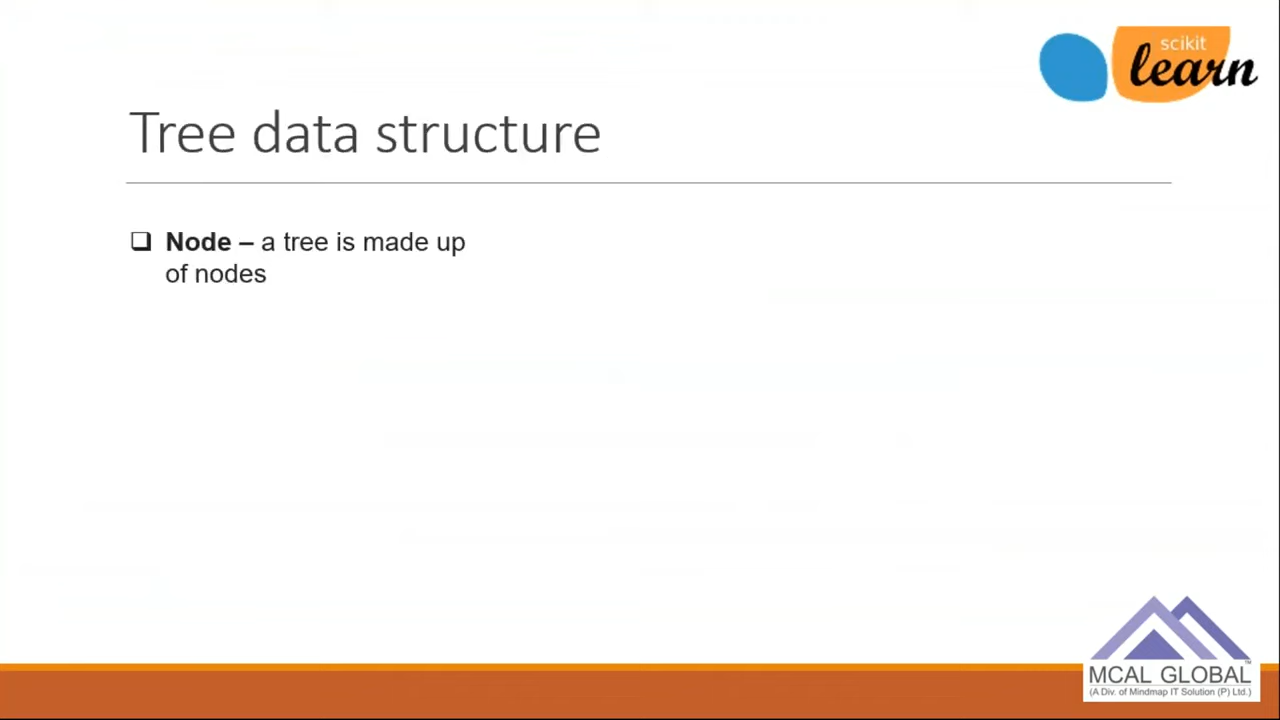 scikit
learn
Tree data structure
❑ Node – a tree is made up
of nodes
MCAL GLOBAL™
(A Div. of Mindmap IT Solution (P) Ltd.)